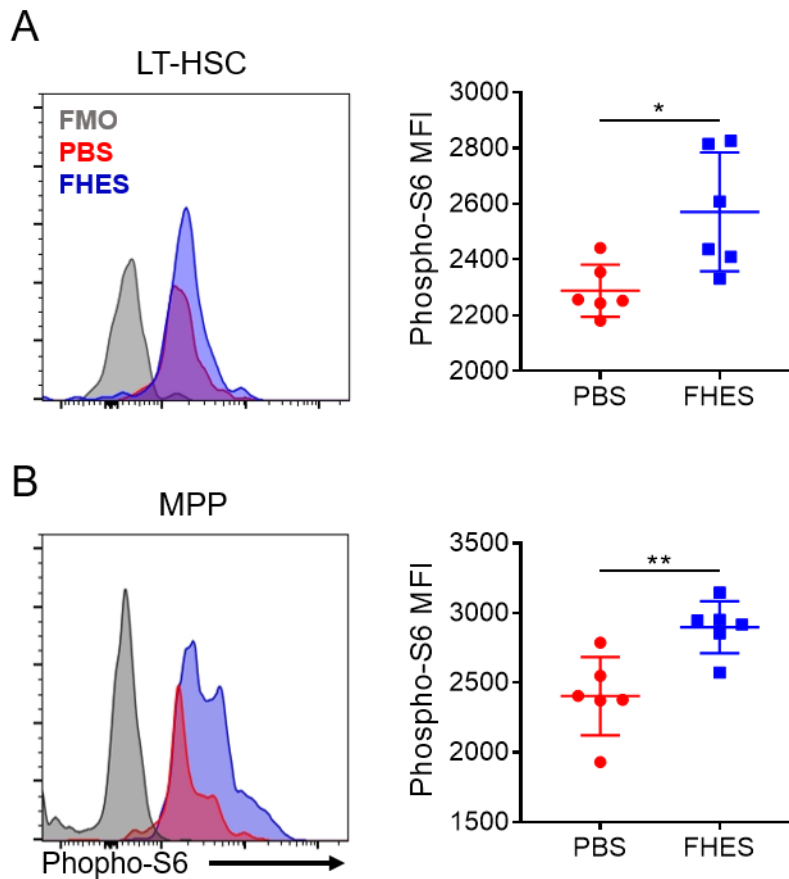 A
LT-HSC
FMO
PBS
FHES
Phospho-S6 MFI
3000
2800
2600
2400
2200
2000
*
PBS FHES
B
MPP
Phopho-S6
Phospho-S6 MFI
3500
3000
2500
2000
1500
**
PBS FHES